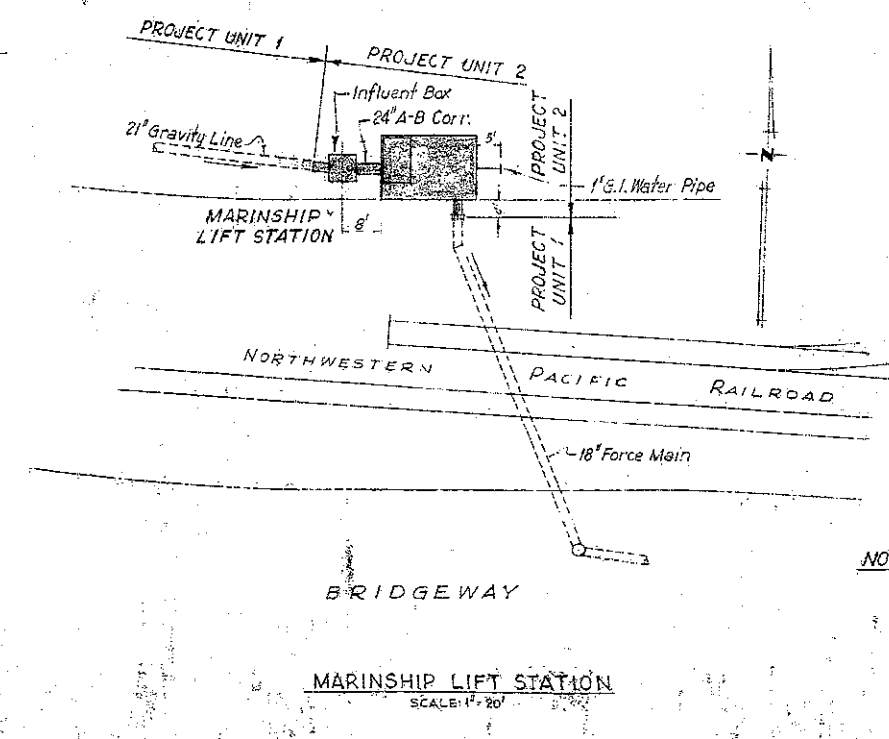 PROJECT UNIT 1
PROJECT UNIT 2
Influent Box
24" A-B Corr.
21" Gravity Line
5'
PROJECT
UNIT 2
1" G.I. Water Pipe
N
MARINSHIP
LIFT STATION
8'
PROJECT
UNIT 1
NORTHWESTERN PACIFIC RAILROAD
18" Force Main
NO
BRIDGEWAY
MARINSHIP LIFT STATION
SCALE: 1" = 20'